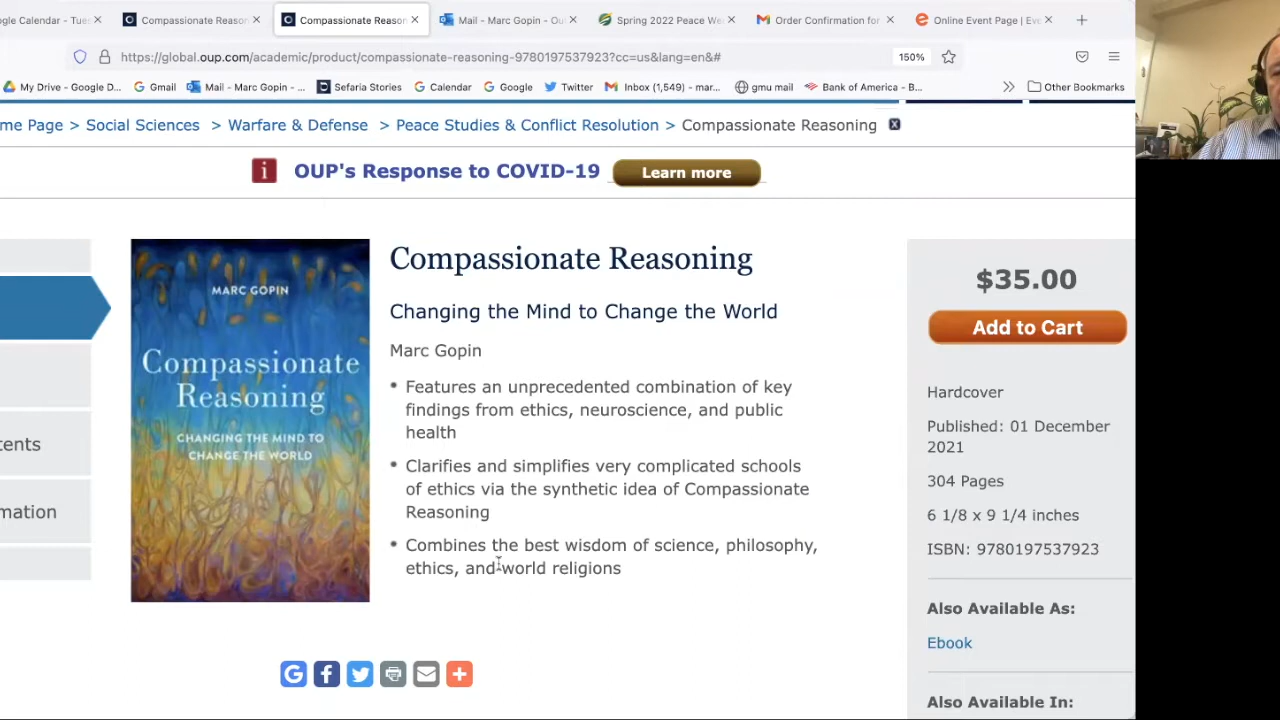 ogle Calendar - Tues
Compassionate Reason
Compassionate Reason
Mail - Marc Gopin - Ou
Spring 2022 Peace We
Order Confirmation for
Online Event Page | Ev
https://global.oup.com/academic/product/compassionate-reasoning-9780197537923?cc=us&lang=en&#
150%
My Drive - Google D...
Gmail
Mail - Marc Gopin - ...
Sefaria Stories
Calendar
Google
Twitter
Inbox (1,549) - mar...
gmu mail
Bank of America - B...
Other Bookmarks
me Page > Social Sciences > Warfare & Defense > Peace Studies & Conflict Resolution > Compassionate Reasoning
OUP's Response to COVID-19
Learn more
MARC GOPIN
Compassionate
Reasoning
CHANGING THE MIND TO
CHANGE THE WORLD
Compassionate Reasoning
Changing the Mind to Change the World
Marc Gopin
• Features an unprecedented combination of key
findings from ethics, neuroscience, and public
health
• Clarifies and simplifies very complicated schools
of ethics via the synthetic idea of Compassionate
Reasoning
• Combines the best wisdom of science, philosophy,
ethics, and world religions
tents
mation
$35.00
Add to Cart
Hardcover
Published: 01 December
2021
304 Pages
6 1/8 x 9 1/4 inches
ISBN: 9780197537923
Also Available As:
Ebook
Also Available In: